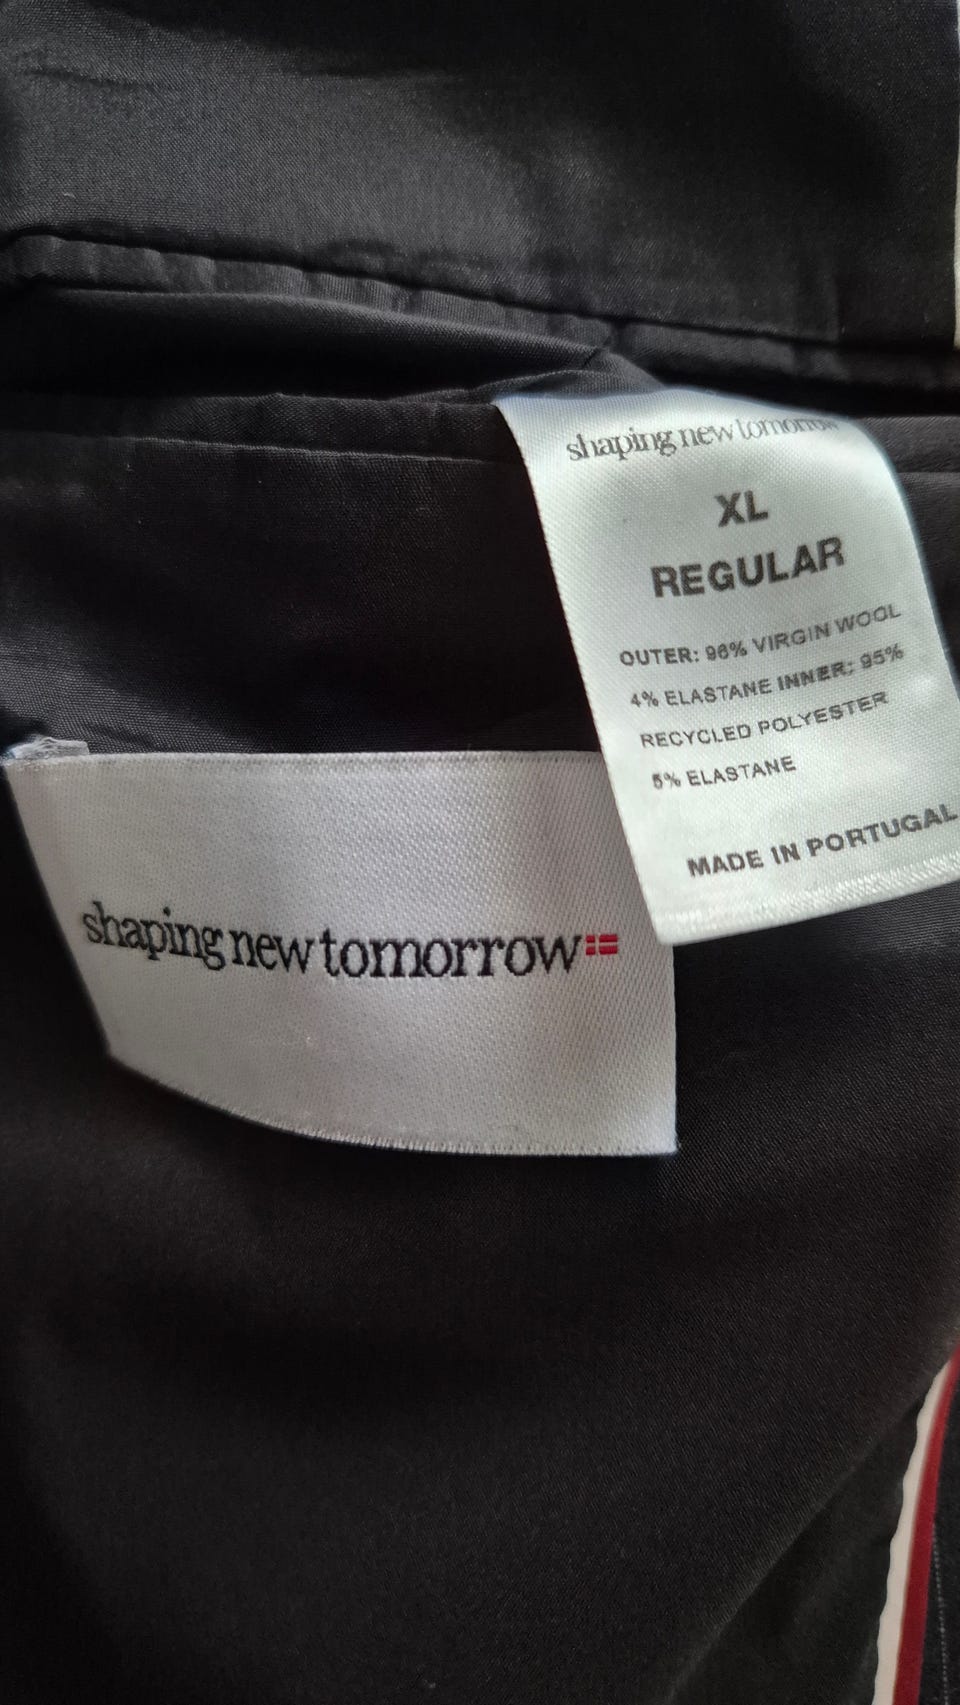 shaping new tomorrow
XL
REGULAR
OUTER: 96% VIRGIN WOOL
4% ELASTANE INNER: 95%
RECYCLED POLYESTER
5% ELASTANE
MADE IN PORTUGAL
shaping new tomorrow